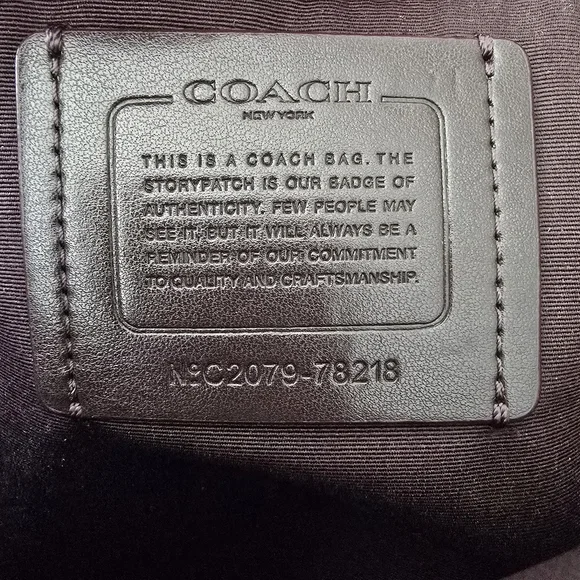 COACH
NEW YORK
THIS IS A COACH BAG. THE
STORYPATCH IS OUR BADGE OF
AUTHENTICITY. FEW PEOPLE MAY
SEE IT, BUT IT WILL ALWAYS BE A
REMINDER OF OUR COMMITMENT
TO QUALITY AND CRAFTSMANSHIP.
NºC2079-78218